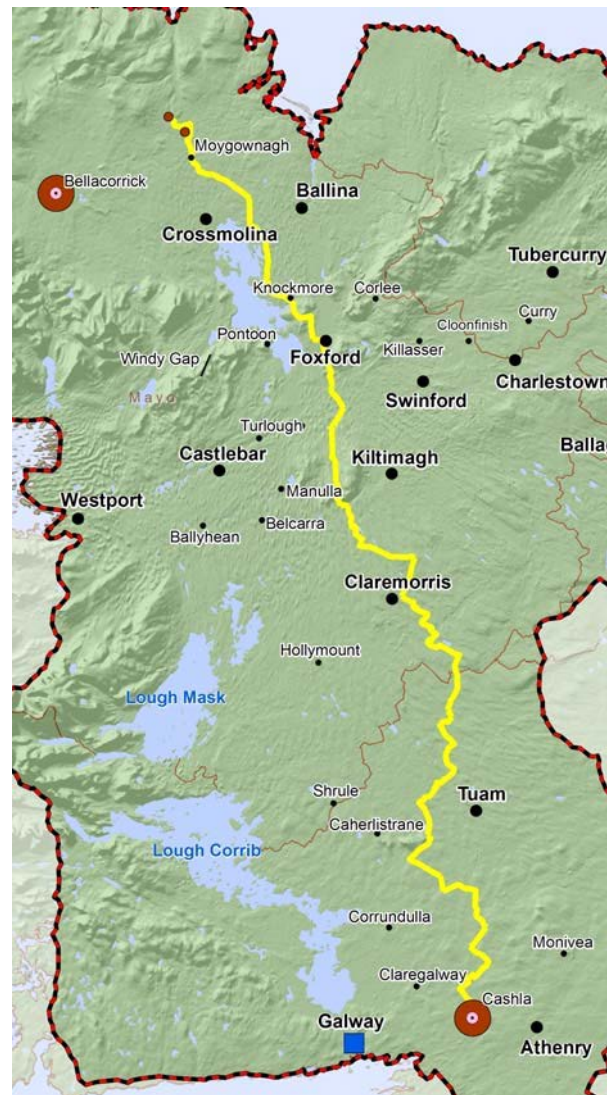 Moygownagh
Bellacorrick
Ballina
Crossmolina
Tubercurry
Knockmore
Corlee
Curry
Cloonfinish
Pontoon
Foxford
Killasser
Windy Gap
Charlestown
Swinford
Mayo
Turlough
Castlebar
Kiltimagh
Balla
Manulla
Westport
Belcarra
Ballyhean
Claremorris
Hollymount
Lough Mask
Shrule
Tuam
Caherlistrane
Lough Corrib
Corrundulla
Monivea
Claregalway
Cashla
Galway
Athenry